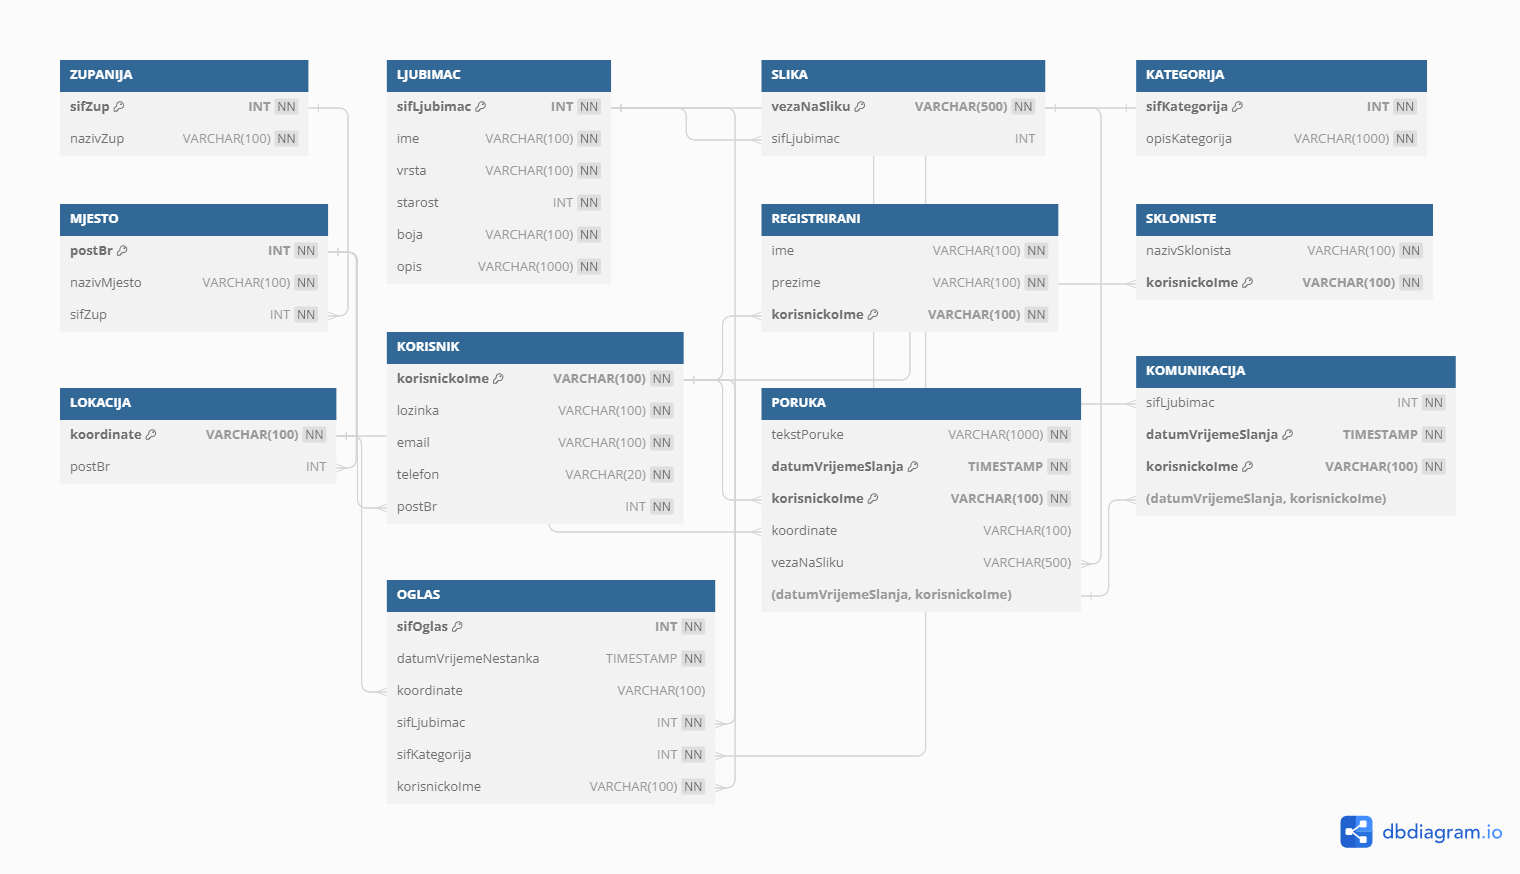 ZUPANIJA
sifZup INT NN
nazivZup VARCHAR(100) NN
LJUBIMAC
sifLjubimac INT NN
ime VARCHAR(100) NN
vrsta VARCHAR(100) NN
starost INT NN
boja VARCHAR(100) NN
opis VARCHAR(1000) NN
SLIKA
vezaNaSliku VARCHAR(500) NN
sifLjubimac INT
KATEGORIJA
sifKategorija INT NN
opisKategorija VARCHAR(1000) NN
MJESTO
postBr INT NN
nazivMjesto VARCHAR(100) NN
sifZup INT NN
REGISTRIRANI
ime VARCHAR(100) NN
prezime VARCHAR(100) NN
korisnickoIme VARCHAR(100) NN
SKLONISTE
nazivSklonista VARCHAR(100) NN
korisnickoIme VARCHAR(100) NN
KORISNIK
korisnickoIme VARCHAR(100) NN
lozinka VARCHAR(100) NN
email VARCHAR(100) NN
telefon VARCHAR(20) NN
postBr INT NN
LOKACIJA
koordinate VARCHAR(100) NN
postBr INT
PORUKA
tekstPoruke VARCHAR(1000) NN
datumVrijemeSlanja TIMESTAMP NN
korisnickoIme VARCHAR(100) NN
koordinate VARCHAR(100)
vezaNaSliku VARCHAR(500)
(datumVrijemeSlanja, korisnickoIme)
KOMUNIKACIJA
sifLjubimac INT NN
datumVrijemeSlanja TIMESTAMP NN
korisnickoIme VARCHAR(100) NN
(datumVrijemeSlanja, korisnickoIme)
OGLAS
sifOglas INT NN
datumVrijemeNestanka TIMESTAMP NN
koordinate VARCHAR(100)
sifLjubimac INT NN
sifKategorija INT NN
korisnickoIme VARCHAR(100) NN
dbdiagram.io